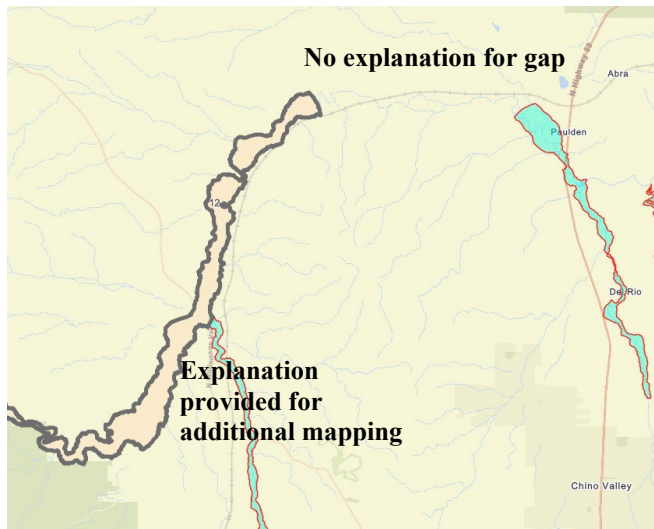 No explanation for gap
N Highway 89
Abra
Paulden
12
Del Rio
Explanation
provided for
additional mapping
Chino Valley